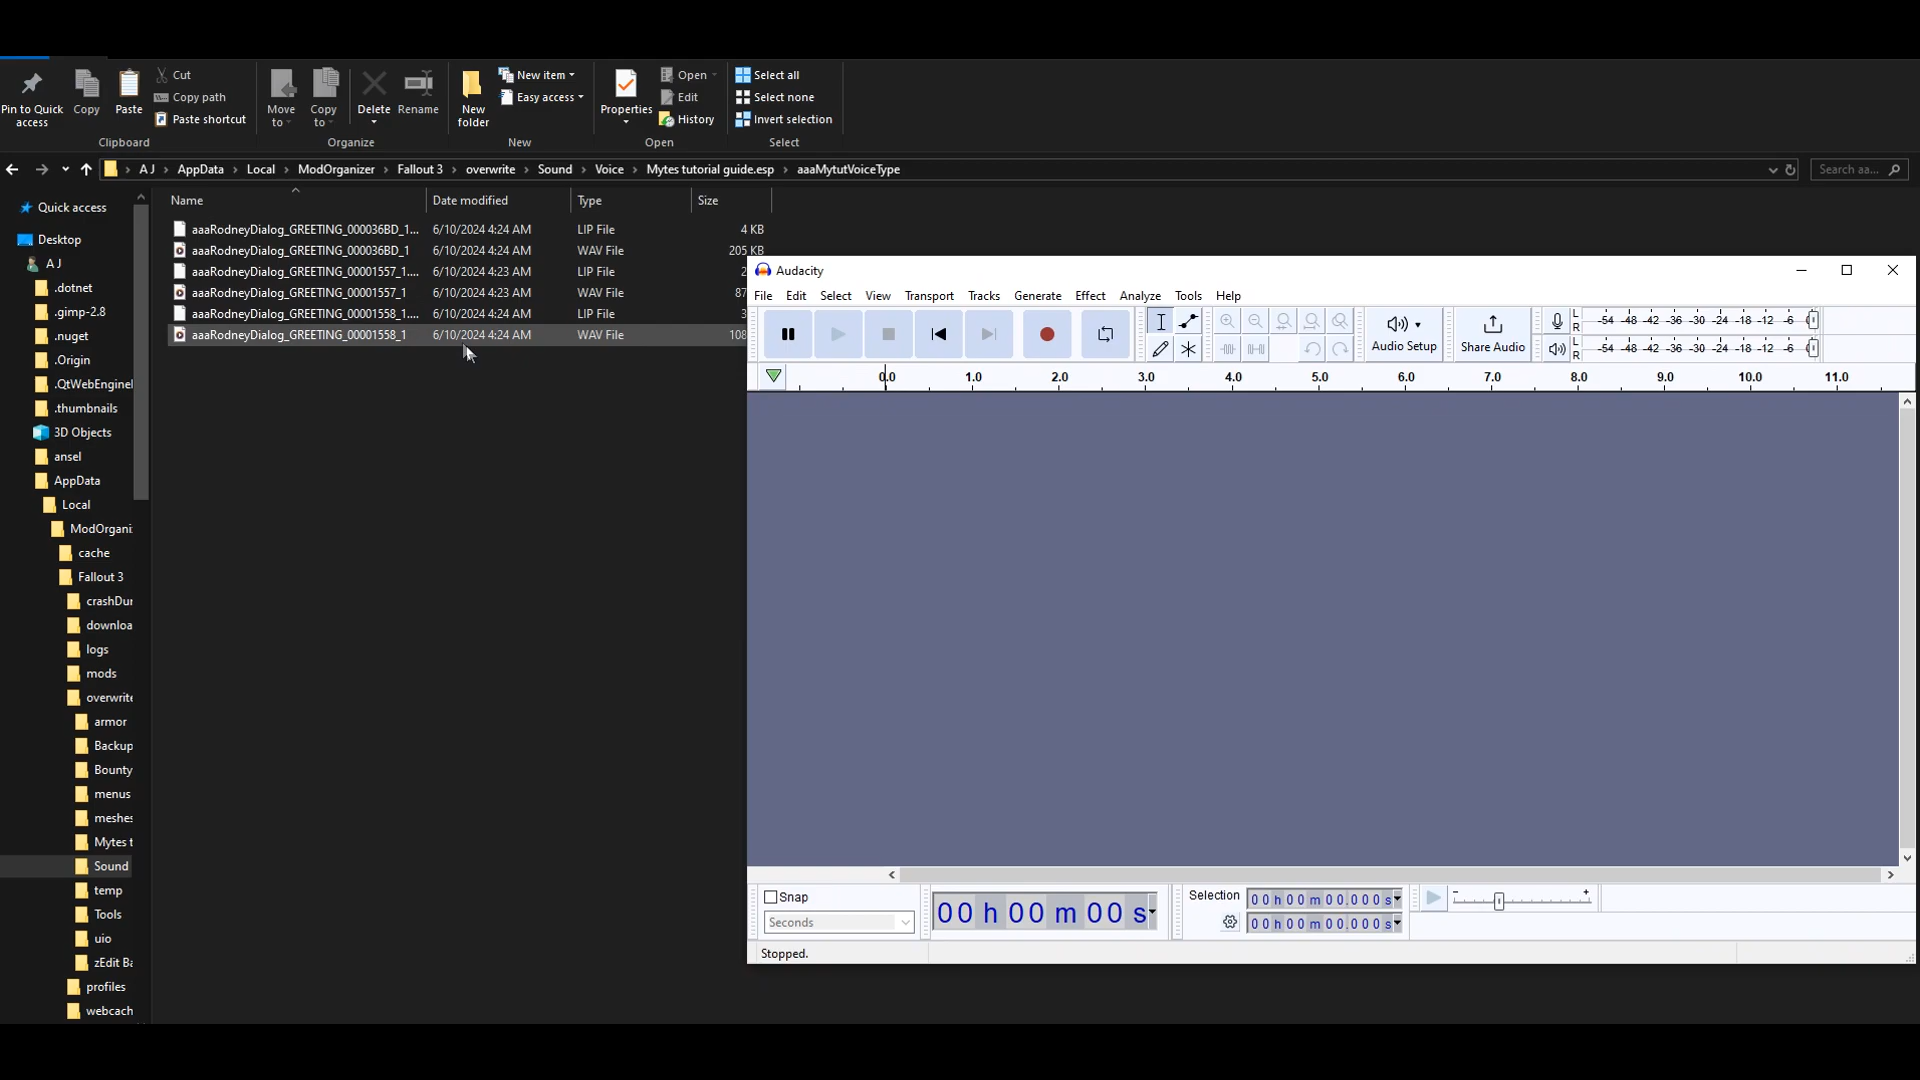 Pin to Quick access
Copy
Paste
Cut
Copy path
Paste shortcut
Clipboard
Move to
Copy to
Delete
Rename
Organize
New folder
New item
Easy access
New
Properties
Open
Edit
History
Open
Select all
Select none
Invert selection
Select
A J › AppData › Local › ModOrganizer › Fallout 3 › overwrite › Sound › Voice › Mytes tutorial guide.esp › aaaMytutVoiceType
Search aa...
Name Date modified Type Size
aaaRodneyDialog_GREETING_000036BD_1... 6/10/2024 4:24 AM LIP File 4 KB
aaaRodneyDialog_GREETING_000036BD_1 6/10/2024 4:24 AM WAV File 205 KB
aaaRodneyDialog_GREETING_00001557_1.... 6/10/2024 4:23 AM LIP File 2
aaaRodneyDialog_GREETING_00001557_1 6/10/2024 4:23 AM WAV File 87
aaaRodneyDialog_GREETING_00001558_1.... 6/10/2024 4:24 AM LIP File 3
aaaRodneyDialog_GREETING_00001558_1 6/10/2024 4:24 AM WAV File 108
Quick access
Desktop
A J
.dotnet
.gimp-2.8
.nuget
.Origin
.QtWebEngineI
.thumbnails
3D Objects
ansel
AppData
Local
ModOrgani
cache
Fallout 3
crashDu
downloa
logs
mods
overwrite
armor
Backup
Bounty
menus
meshes
Mytes t
Sound
temp
Tools
uio
zEdit Ba
profiles
webcach
Audacity
File Edit Select View Transport Tracks Generate Effect Analyze Tools Help
Audio Setup
Share Audio
L R -54 -48 -42 -36 -30 -24 -18 -12 -6
L R -54 -48 -42 -36 -30 -24 -18 -12 -6
0.0 1.0 2.0 3.0 4.0 5.0 6.0 7.0 8.0 9.0 10.0 11.0
Snap
Seconds
00 h 00 m 00 s
Selection
00 h 00 m 00.000 s
00 h 00 m 00.000 s
Stopped.